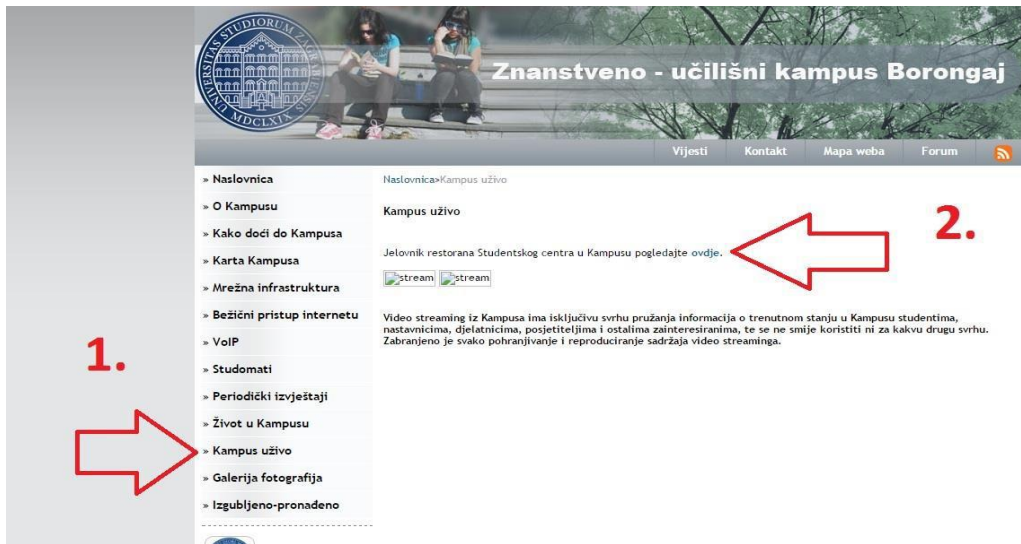 STUDIORUM ZAGRABIENSIS
UNIVERSITAS
MDCLXIX
Znanstveno - učilišni kampus Borongaj
Vijesti Kontakt Mapa weba Forum
» Naslovnica
» O Kampusu
» Kako doći do Kampusa
» Karta Kampusa
» Mrežna infrastruktura
» Bežični pristup internetu
» VoIP
» Studomati
» Periodički izvještaji
» Život u Kampusu
» Kampus uživo
» Galerija fotografija
» Izgubljeno-pronađeno
1.
Naslovnica»Kampus uživo
Kampus uživo
Jelovnik restorana Studentskog centra u Kampusu pogledajte ovdje.
2.
stream stream
Video streaming iz Kampusa ima isključivu svrhu pružanja informacija o trenutnom stanju u Kampusu studentima,
nastavnicima, djelatnicima, posjetiteljima i ostalima zainteresiranima, te se ne smije koristiti ni za kakvu drugu svrhu.
Zabranjeno je svako pohranjivanje i reproduciranje sadržaja video streaminga.